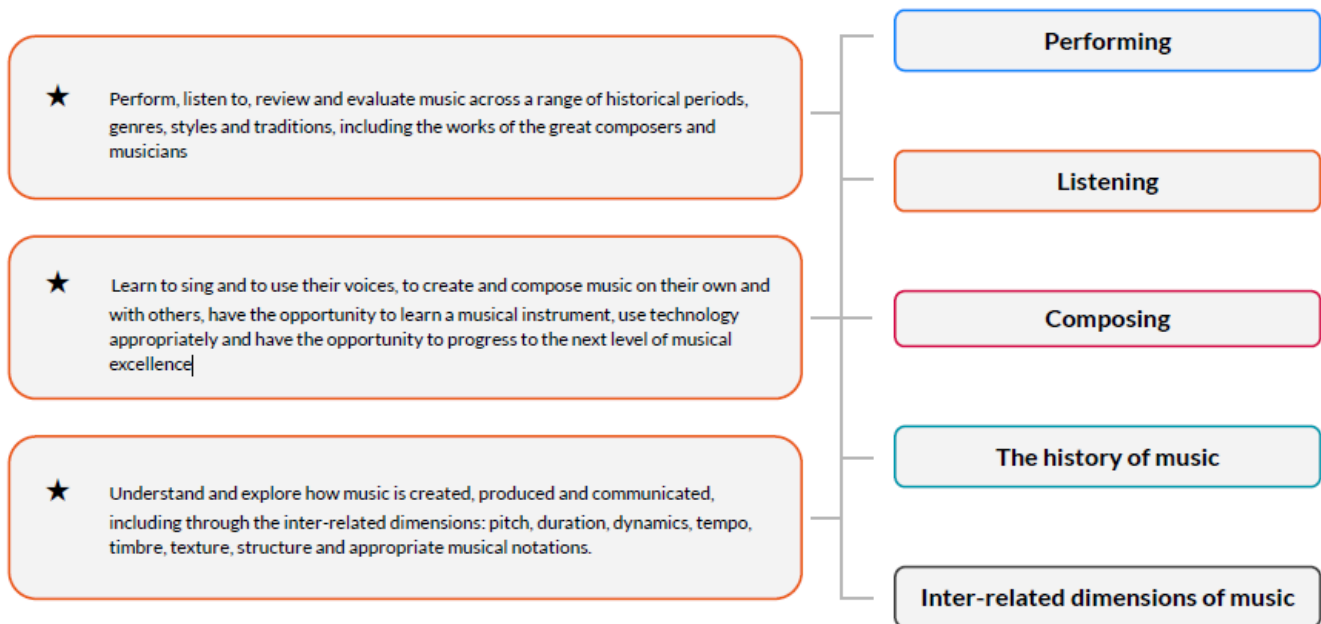 Perform, listen to, review and evaluate music across a range of historical periods,
genres, styles and traditions, including the works of the great composers and
musicians
Learn to sing and to use their voices, to create and compose music on their own and
with others, have the opportunity to learn a musical instrument, use technology
appropriately and have the opportunity to progress to the next level of musical
excellence
Understand and explore how music is created, produced and communicated,
including through the inter-related dimensions: pitch, duration, dynamics, tempo,
timbre, texture, structure and appropriate musical notations.
Performing
Listening
Composing
The history of music
Inter-related dimensions of music